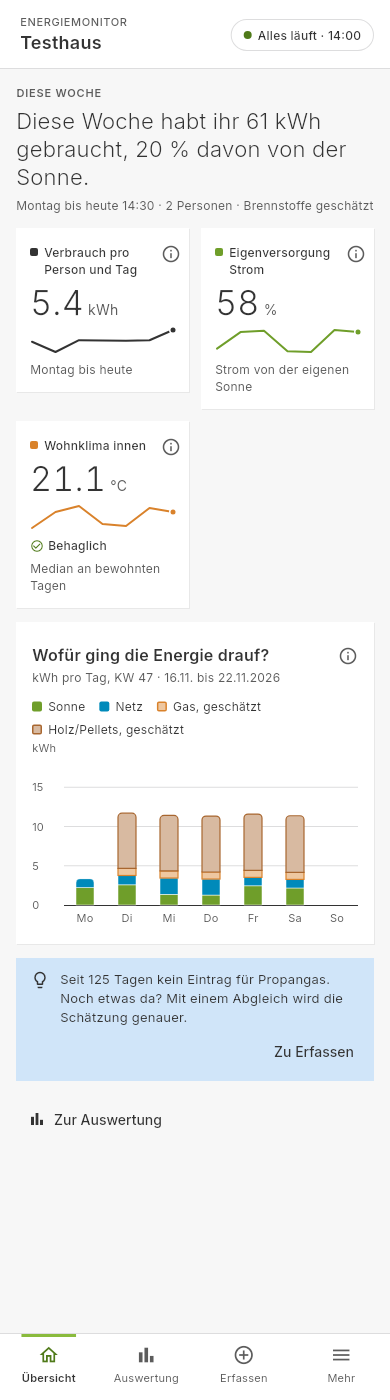 ENERGIEMONITOR
Testhaus
Alles läuft · 14:00
DIESE WOCHE
Diese Woche habt ihr 61 kWh
gebraucht, 20 % davon von der
Sonne.
Montag bis heute 14:30 · 2 Personen · Brennstoffe geschätzt
Verbrauch pro
Person und Tag
5.4 kWh
Montag bis heute
Eigenversorgung
Strom
58 %
Strom von der eigenen
Sonne
Wohnklima innen
21.1 °C
Behaglich
Median an bewohnten
Tagen
Wofür ging die Energie drauf?
kWh pro Tag, KW 47 · 16.11. bis 22.11.2026
Sonne Netz Gas, geschätzt
Holz/Pellets, geschätzt
kWh
15
10
5
0
Mo Di Mi Do Fr Sa So
Seit 125 Tagen kein Eintrag für Propangas.
Noch etwas da? Mit einem Abgleich wird die
Schätzung genauer.
Zu Erfassen
Zur Auswertung
Übersicht Auswertung Erfassen Mehr